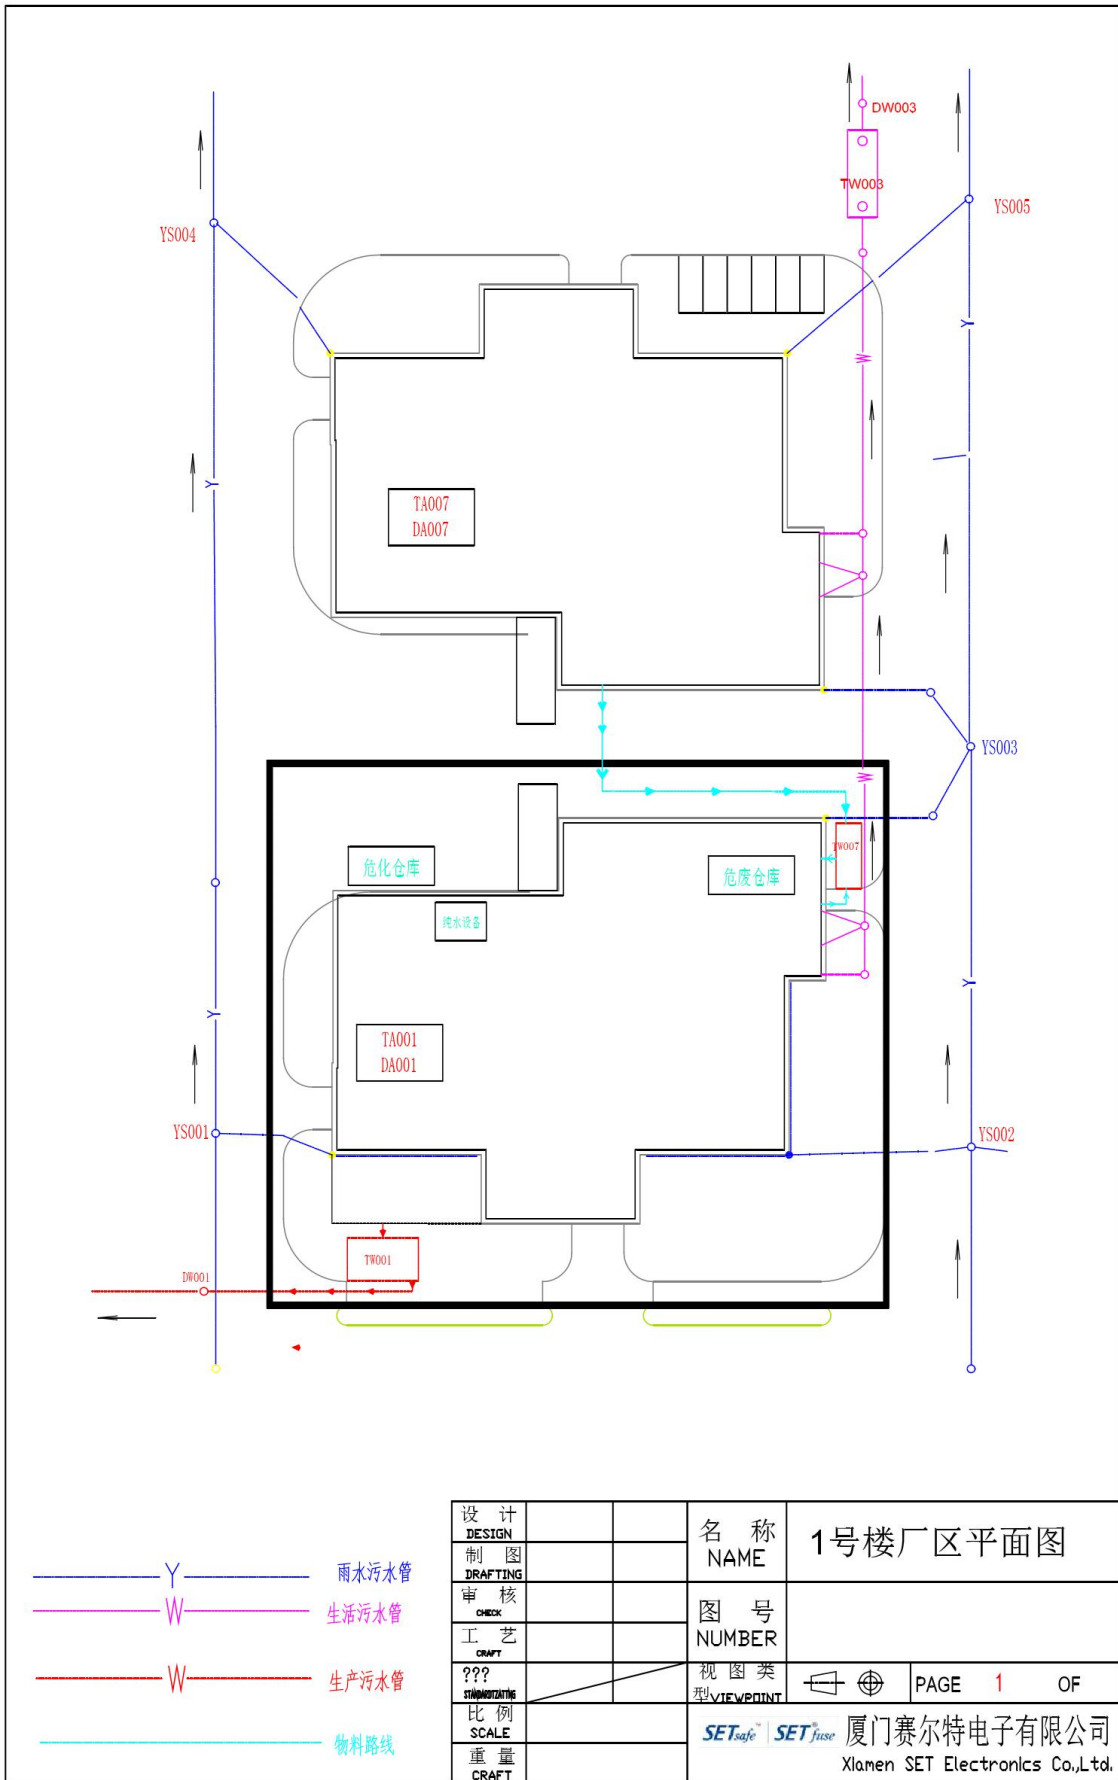 DW003
TW003
YS005
YS004
Y
W
TA007
DA007
Y
YS003
W
危化仓库
危废仓库
TW007
纯水设备
Y
Y
TA001
DA001
YS001
YS002
TW001
DW001
Y 雨水污水管
W 生活污水管
W 生产污水管
物料路线
设 计
DESIGN
制 图
DRAFTING
审 核
CHECK
工 艺
CRAFT
???
比 例
SCALE
重 量
CRAFT
名 称
NAME
1号楼厂区平面图
图 号
NUMBER
视 图 类
型VIEWPOINT
PAGE 1 OF
SETsafe™ | SETfuse 厦门赛尔特电子有限公司
Xiamen SET Electronics Co.,Ltd.